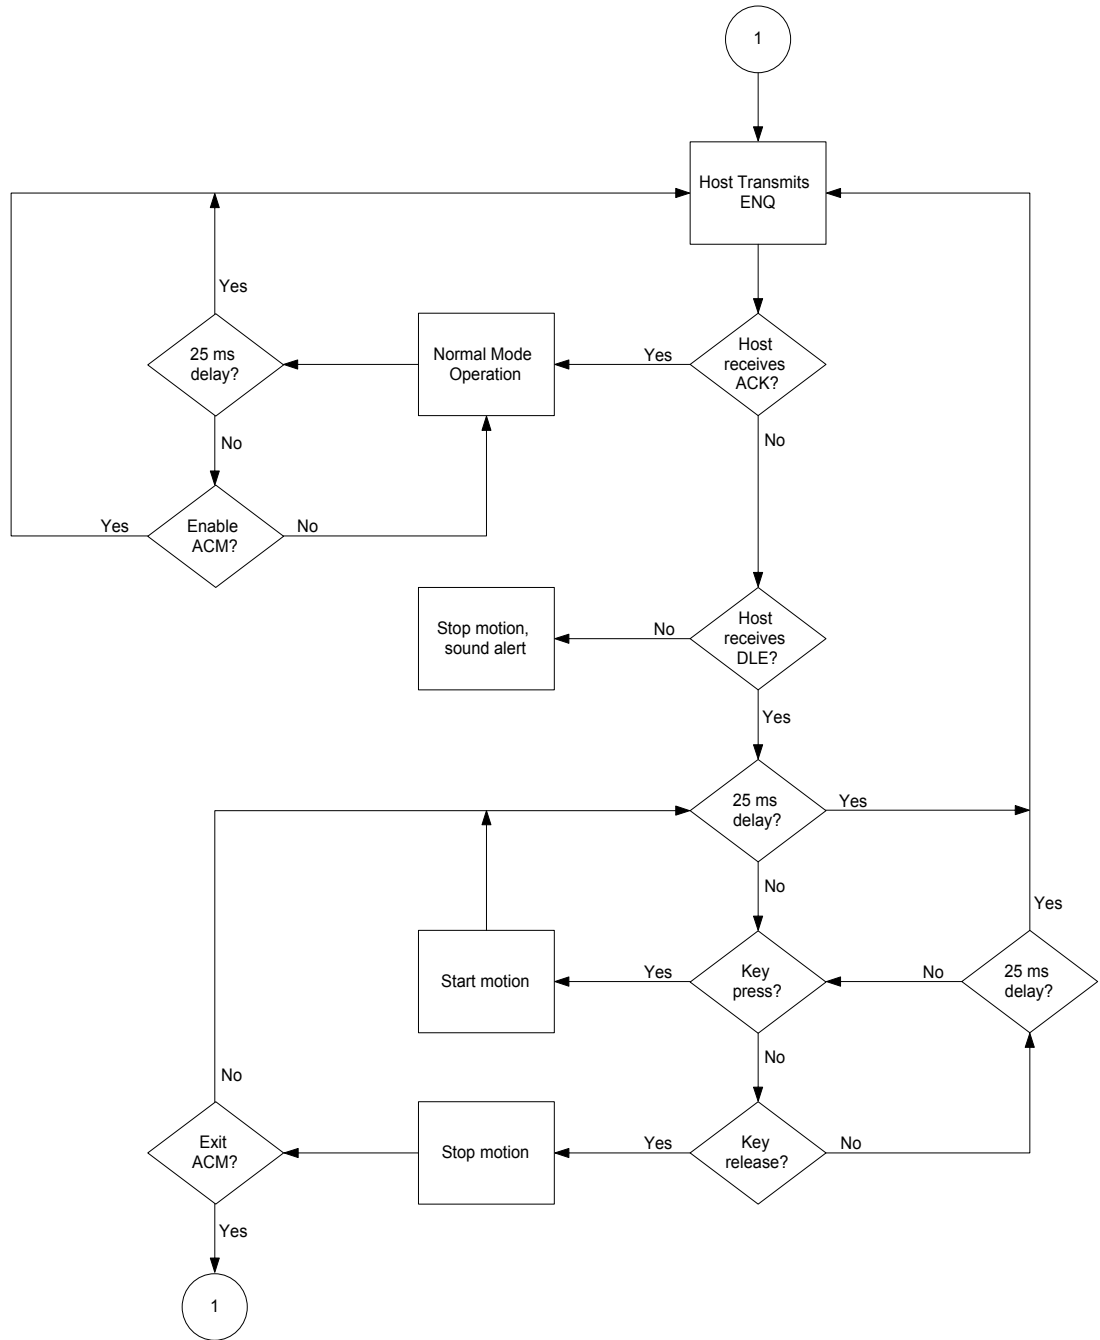 1
Host Transmits
ENQ
Yes
25 ms
delay?
Normal Mode
Operation
Yes
Host
receives
ACK?
No
No
Yes
Enable
ACM?
No
Stop motion,
sound alert
No
Host
receives
DLE?
Yes
25 ms
delay?
Yes
No
Yes
Start motion
Yes
Key
press?
No
25 ms
delay?
No
No
Exit
ACM?
Stop motion
Yes
Key
release?
No
Yes
1